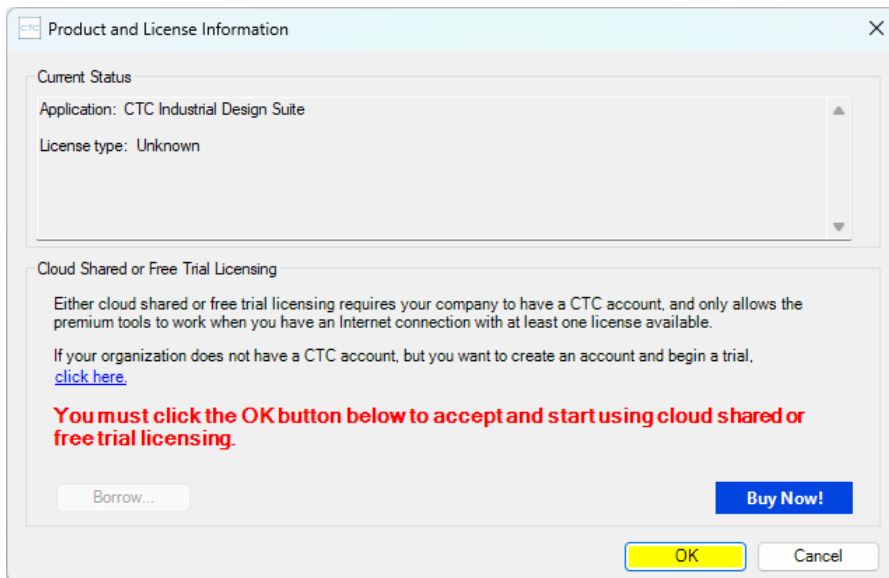 CTC
Product and License Information
Current Status
Application: CTC Industrial Design Suite
License type: Unknown
Cloud Shared or Free Trial Licensing
Either cloud shared or free trial licensing requires your company to have a CTC account, and only allows the
premium tools to work when you have an Internet connection with at least one license available.
If your organization does not have a CTC account, but you want to create an account and begin a trial,
click here.
You must click the OK button below to accept and start using cloud shared or
free trial licensing.
Borrow...
Buy Now!
OK
Cancel